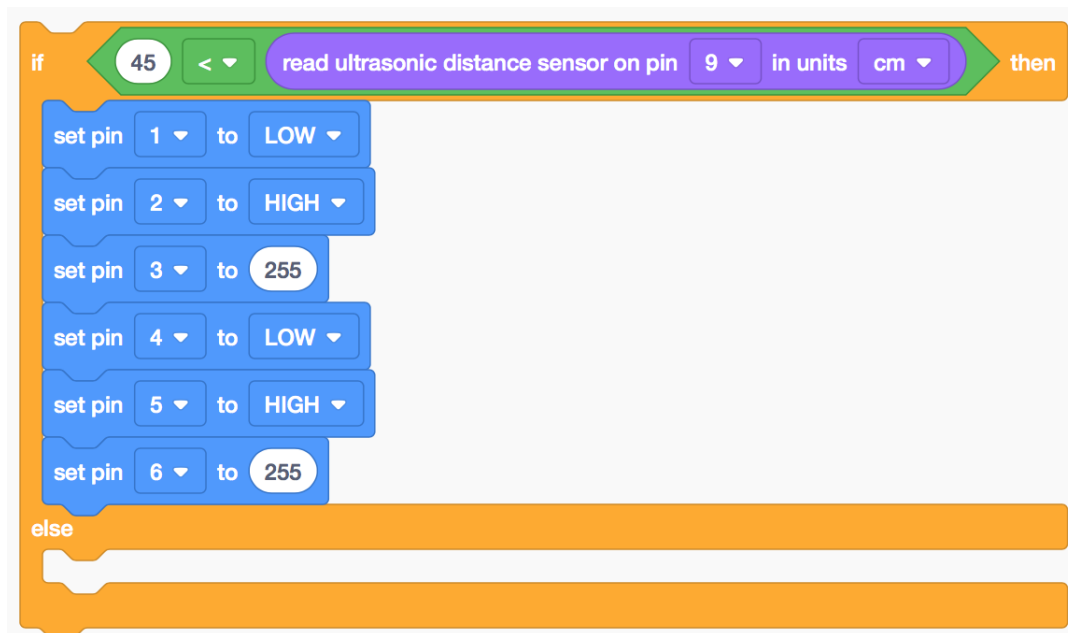 if 45 < read ultrasonic distance sensor on pin 9 in units cm then
set pin 1 to LOW
set pin 2 to HIGH
set pin 3 to 255
set pin 4 to LOW
set pin 5 to HIGH
set pin 6 to 255
else